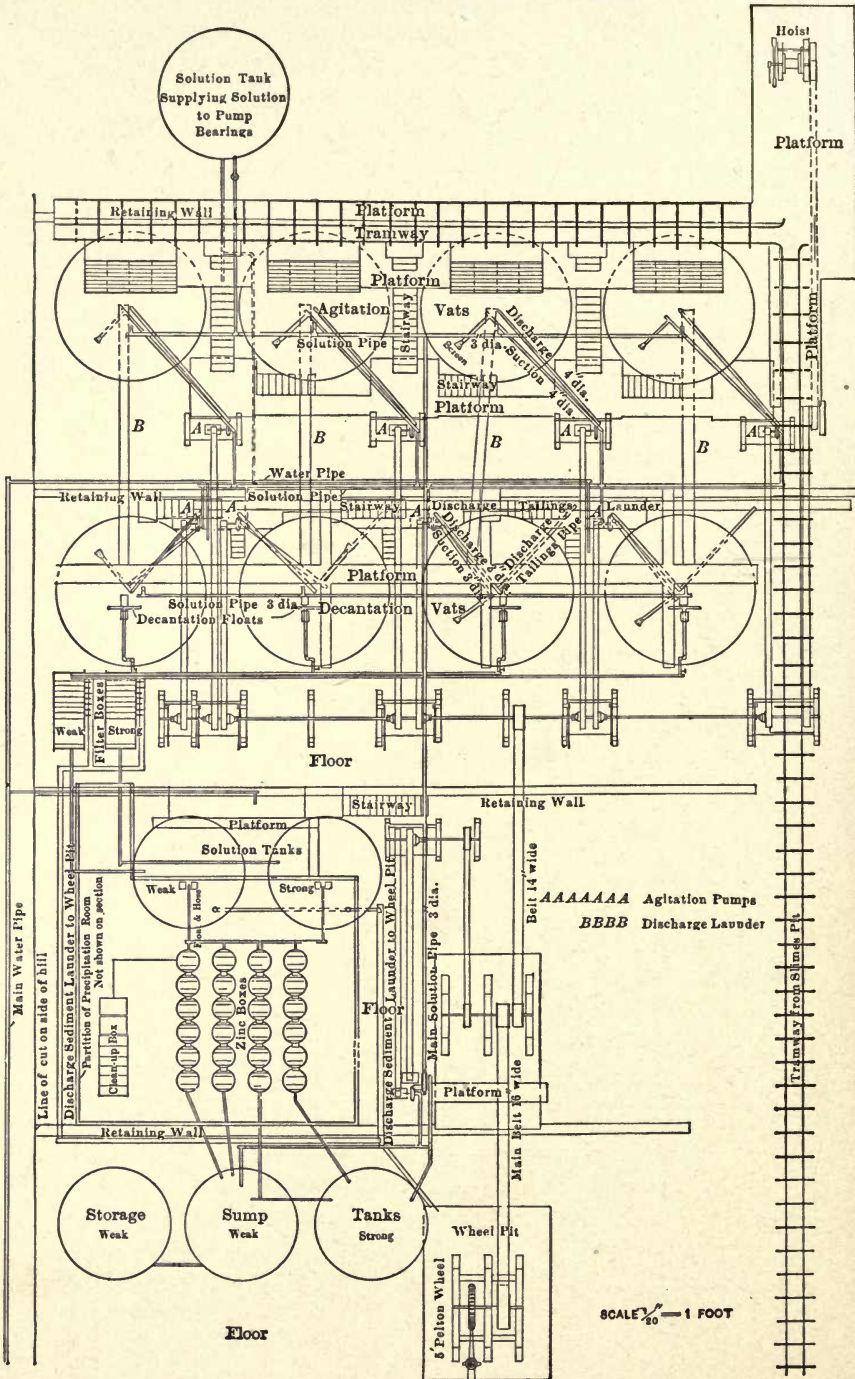 Hoist
Solution Tank
Supplying Solution
to Pump
Bearings
Platform
Retaining Wall
Platform
Tramway
Platform
Platform
Agitation Vats
Stairway
Solution Pipe 3 dia.
Screen
Discharge 4" dia.
Suction 4" dia.
Stairway
Platform
B
A
B
A
B
A
B
A
Water Pipe
Retaining Wall
Solution Pipe
Stairway
Discharge Tailings Launder
A
A
A
A
Discharge 3 dia.
Suction 3 dia.
Discharge
Tailings Pipe
Platform
Solution Pipe 3 dia.
Decantation Vats
Decantation Floats
Weak
Filter Boxes
Strong
Floor
Stairway
Retaining Wall
Platform
Solution Tanks
Weak
Strong
Float & Hose
Belt 14" wide
AAAAAAA Agitation Pumps
BBBB Discharge Launder
Main Water Pipe
Line of cut on side of hill
Discharge Sediment Launder to Wheel Pit
Partition of Precipitation Room
Not shown on section
Clean-up Box
Zinc Boxes
Floor
Discharge Sediment Launder to Wheel Pit
Main Solution Pipe 3 dia.
Tramway from Slimes Pit
Platform
Main Belt 16 wide
Retaining Wall
Storage
Weak
Sump
Weak
Tanks
Strong
Wheel Pit
5' Pelton Wheel
Floor
SCALE 1/20" = 1 FOOT